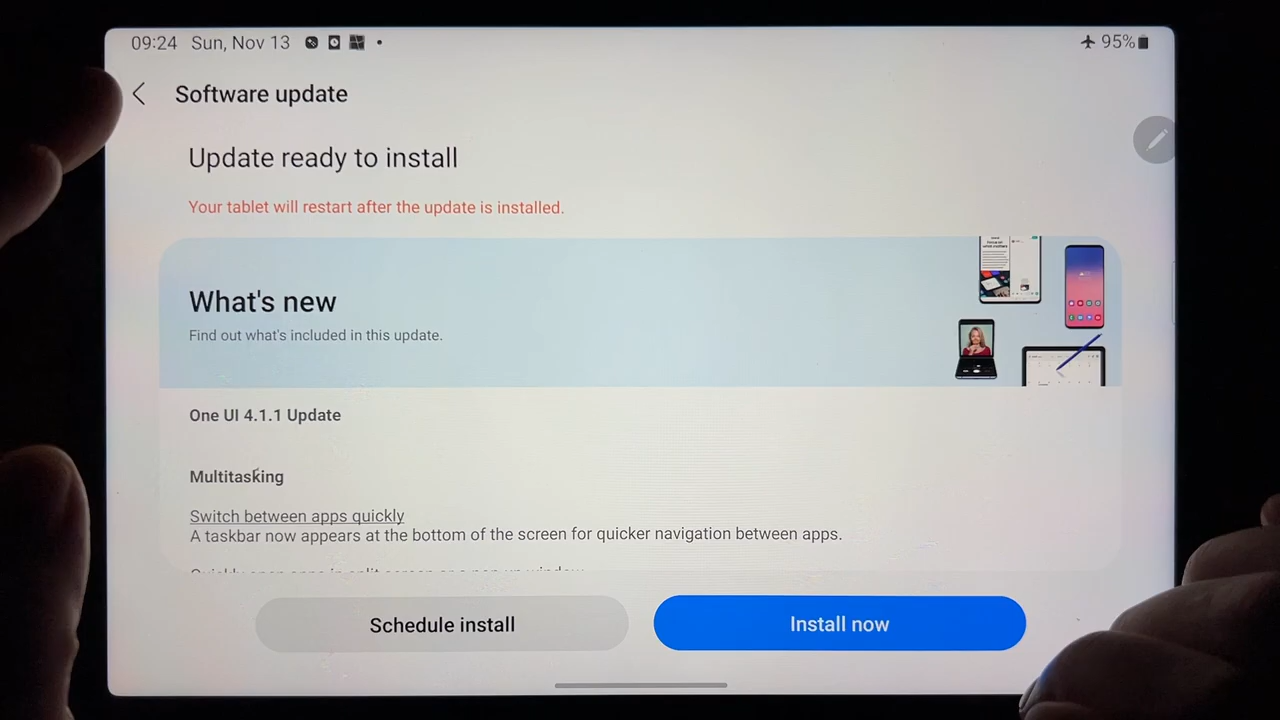 09:24 Sun, Nov 13
95%
Software update
Update ready to install
Your tablet will restart after the update is installed.
What's new
Find out what's included in this update.
One UI 4.1.1 Update
Multitasking
Switch between apps quickly
A taskbar now appears at the bottom of the screen for quicker navigation between apps.
Schedule install
Install now